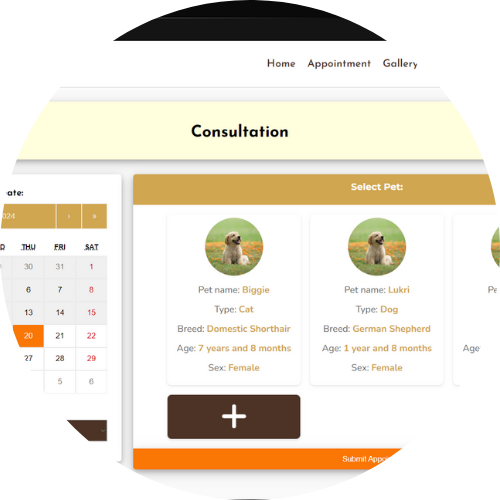 Home Appointment Gallery
Consultation
ate:
Select Pet:
024 › »
THU FRI SAT
30 31 1
6 7 8
13 14 15
20 21 22
27 28 29
5 6
Pet name: Biggie
Type: Cat
Breed: Domestic Shorthair
Age: 7 years and 8 months
Sex: Female
Pet name: Lukri
Type: Dog
Breed: German Shepherd
Age: 1 year and 8 months
Sex: Female
Pe
Age
Submit Appoi